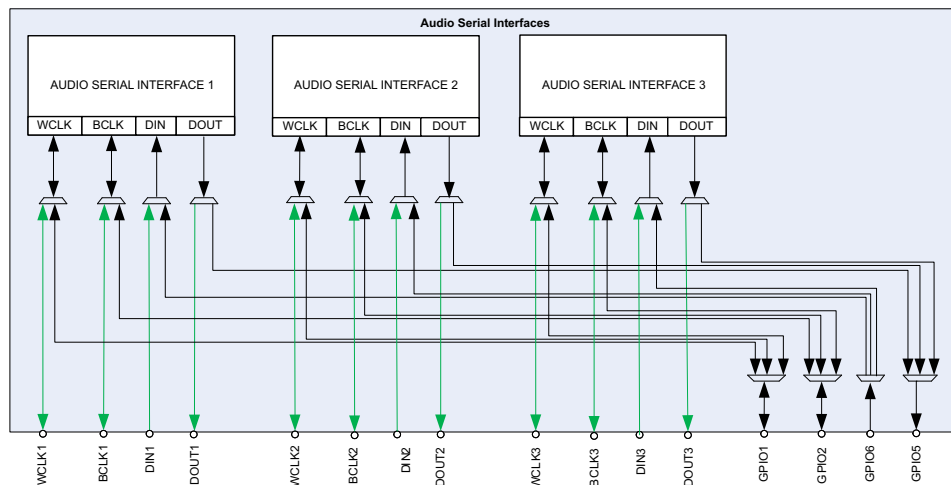 Audio Serial Interfaces
AUDIO SERIAL INTERFACE 1
WCLK BCLK DIN DOUT
AUDIO SERIAL INTERFACE 2
WCLK BCLK DIN DOUT
AUDIO SERIAL INTERFACE 3
WCLK BCLK DIN DOUT
WCLK1
BCLK1
DIN1
DOUT1
WCLK2
BCLK2
DIN2
DOUT2
WCLK3
BCLK3
DIN3
DOUT3
GPIO1
GPIO2
GPIO6
GPIO5